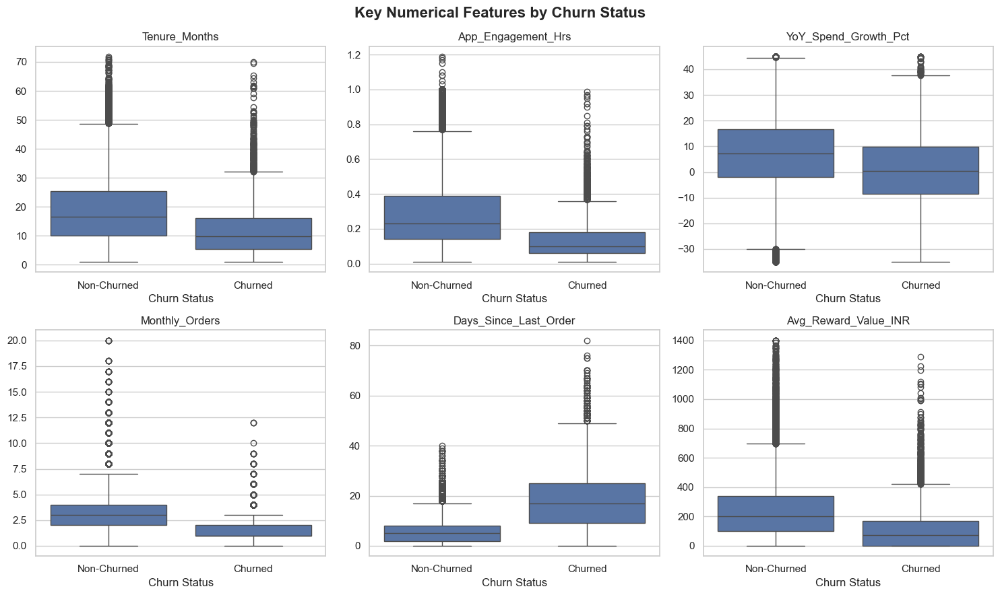 Key Numerical Features by Churn Status
Tenure_Months
70
60
50
40
30
20
10
0
Non-Churned Churned
Churn Status
App_Engagement_Hrs
1.2
1.0
0.8
0.6
0.4
0.2
0.0
Non-Churned Churned
Churn Status
YoY_Spend_Growth_Pct
40
30
20
10
0
−10
−20
−30
Non-Churned Churned
Churn Status
Monthly_Orders
20.0
17.5
15.0
12.5
10.0
7.5
5.0
2.5
0.0
Non-Churned Churned
Churn Status
Days_Since_Last_Order
80
60
40
20
0
Non-Churned Churned
Churn Status
Avg_Reward_Value_INR
1400
1200
1000
800
600
400
200
0
Non-Churned Churned
Churn Status